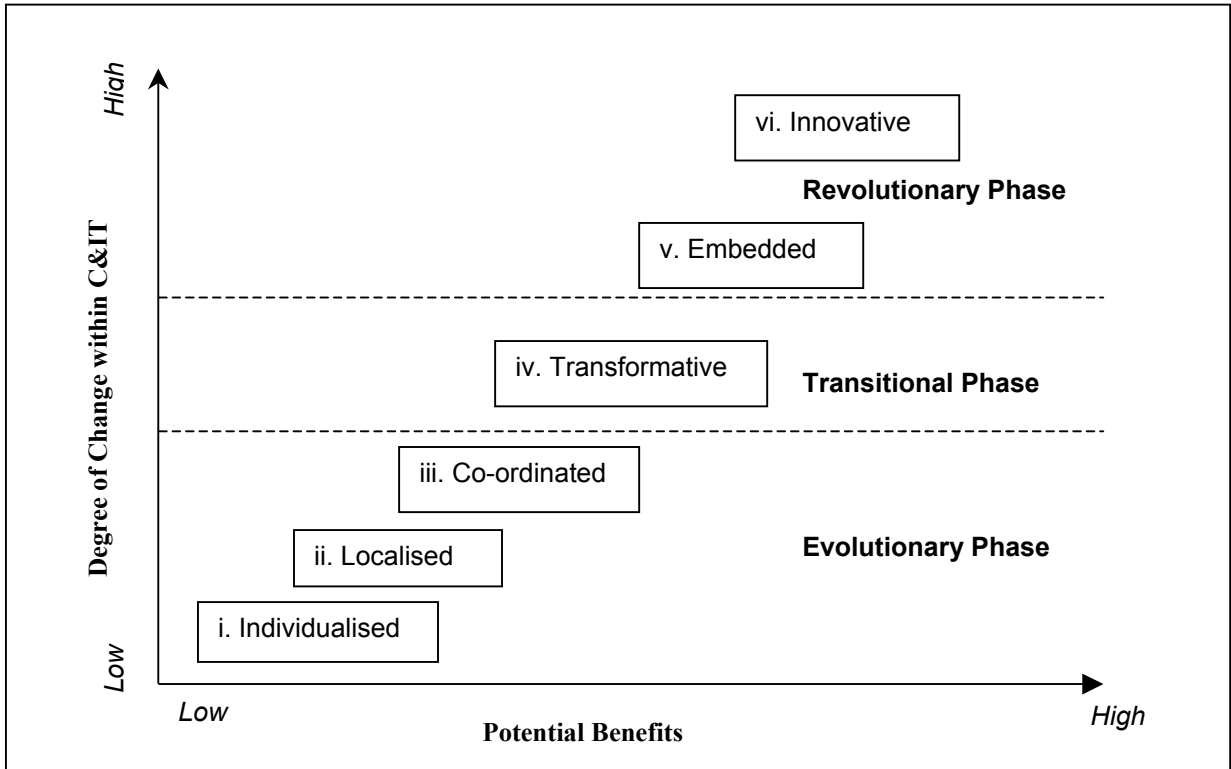 High
vi. Innovative
Revolutionary Phase
v. Embedded
Degree of Change within C&IT
iv. Transformative
Transitional Phase
iii. Co-ordinated
ii. Localised
Evolutionary Phase
i. Individualised
Low
Low
High
Potential Benefits